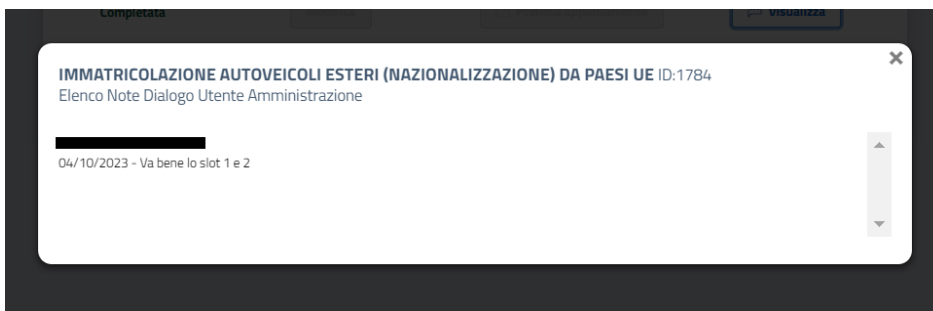 Completata
Visualizza
IMMATRICOLAZIONE AUTOVEICOLI ESTERI (NAZIONALIZZAZIONE) DA PAESI UE ID:1784
Elenco Note Dialogo Utente Amministrazione
04/10/2023 - Va bene lo slot 1 e 2